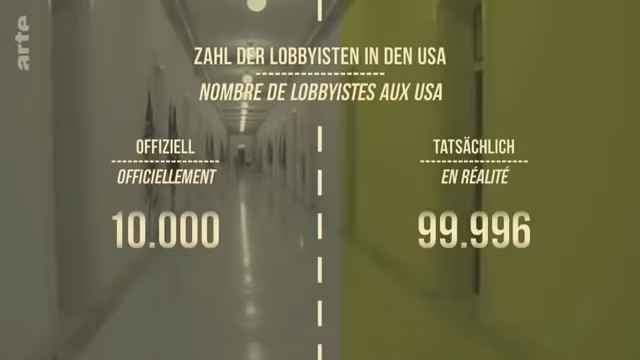 arte
ZAHL DER LOBBYISTEN IN DEN USA
NOMBRE DE LOBBYISTES AUX USA
OFFIZIELL
OFFICIELLEMENT
10.000
TATSÄCHLICH
EN RÉALITÉ
99.996